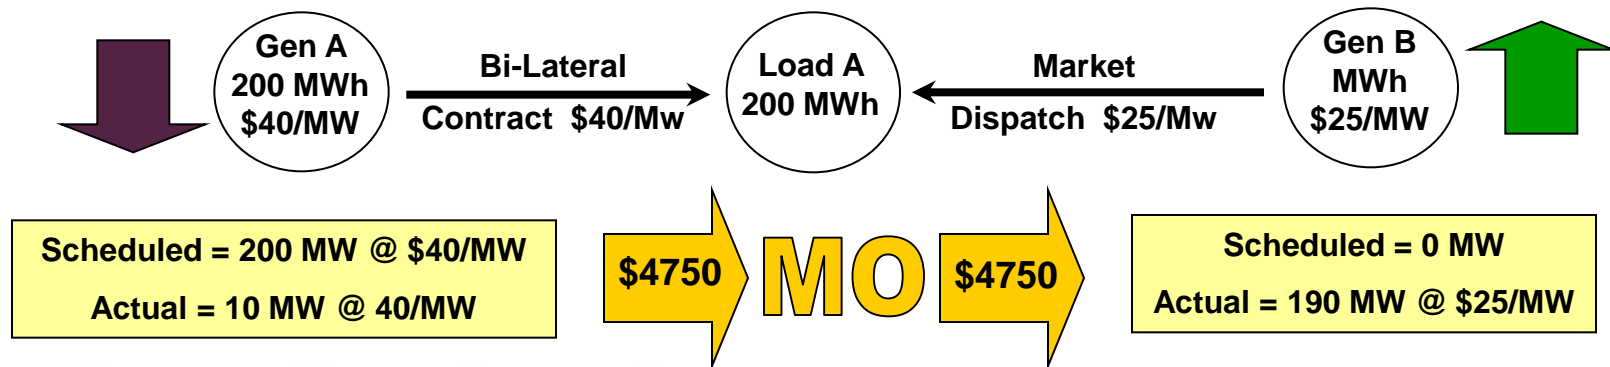 Gen A
200 MWh
$40/MW
Bi-Lateral
Contract $40/Mw
Load A
200 MWh
Market
Dispatch $25/Mw
Gen B
MWh
$25/MW
Scheduled = 200 MW @ $40/MW
Actual = 10 MW @ 40/MW
$4750
MO
$4750
Scheduled = 0 MW
Actual = 190 MW @ $25/MW